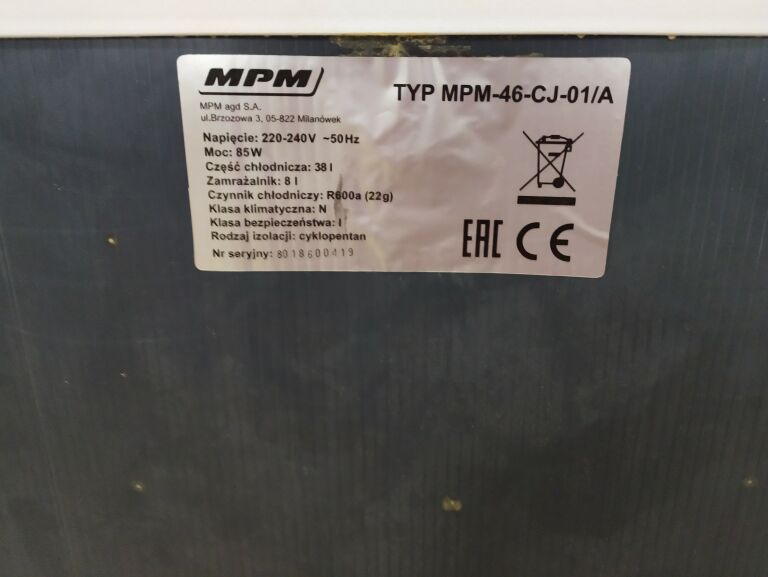 MPM
TYP MPM-46-CJ-01/A
MPM agd S.A.
ul.Brzozowa 3, 05-822 Milanówek
Napięcie: 220-240V ~50Hz
Moc: 85W
Część chłodnicza: 38 l
Zamrażalnik: 8 l
Czynnik chłodniczy: R600a (22g)
Klasa klimatyczna: N
Klasa bezpieczeństwa: I
Rodzaj izolacji: cyklopentan
Nr seryjny: 8018600419
EAC CE